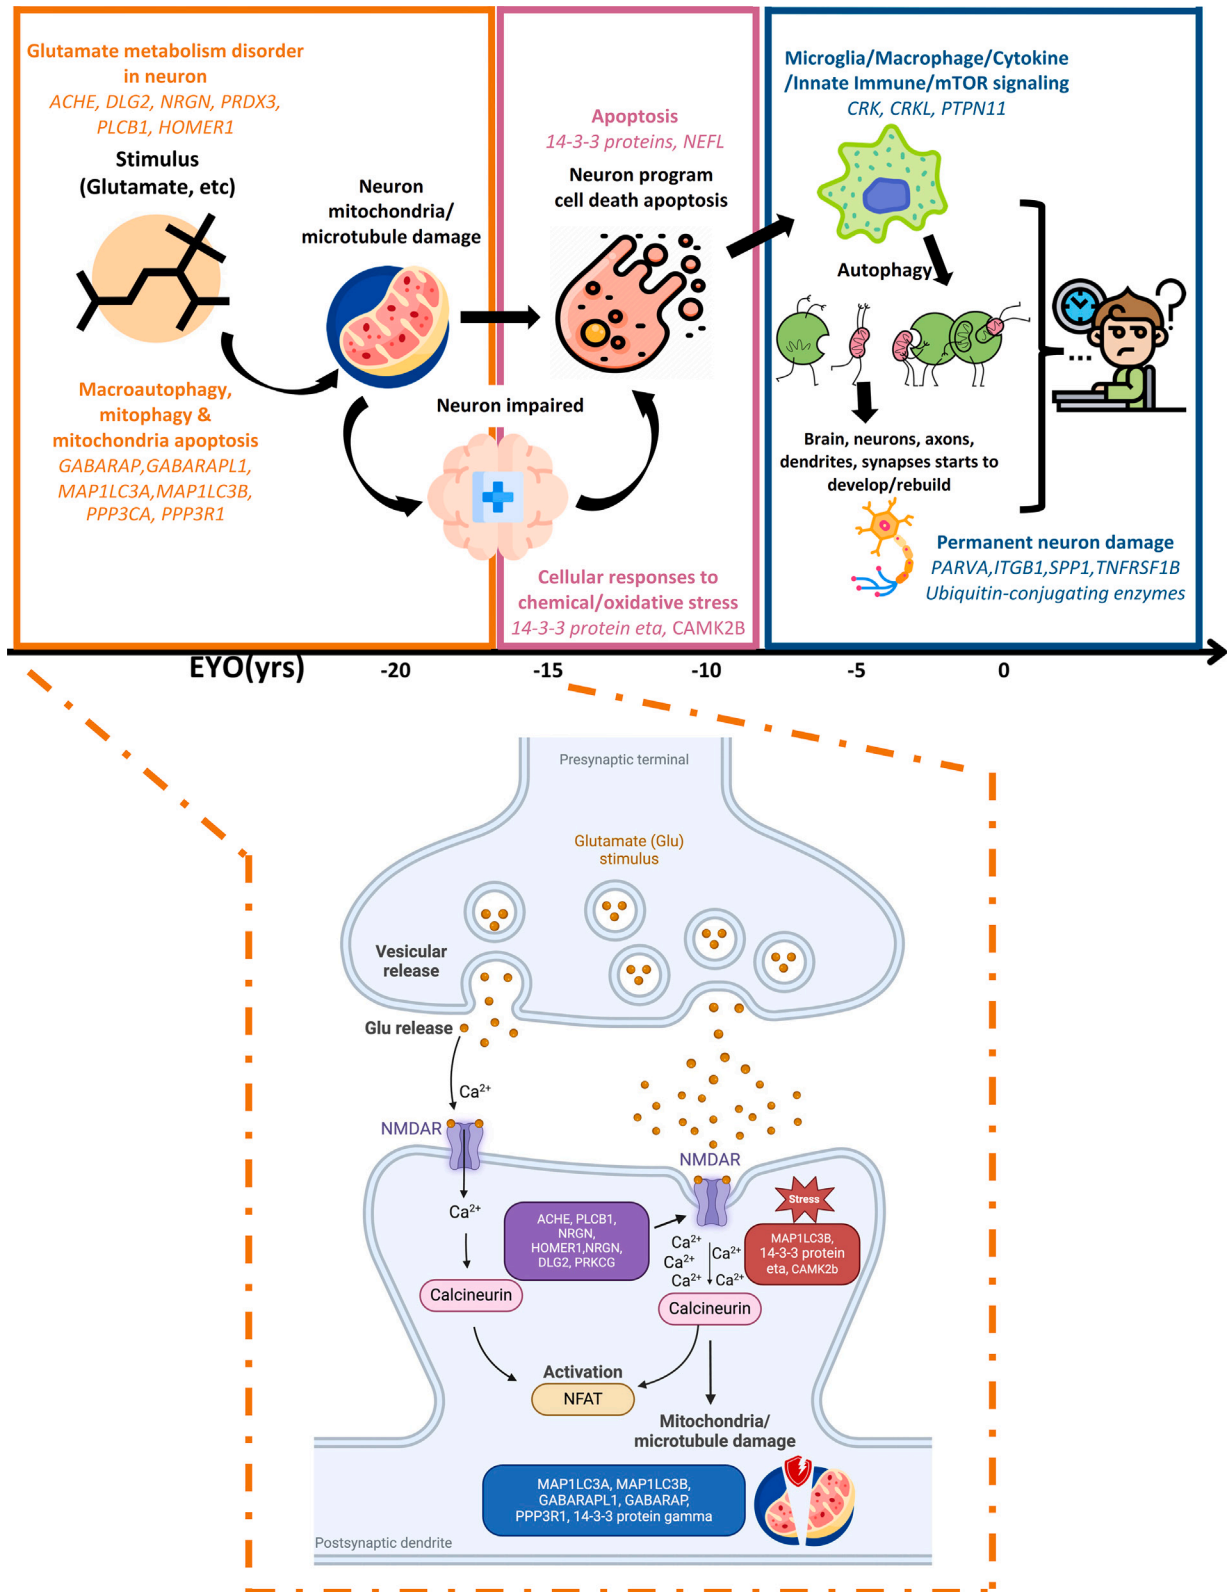 Glutamate metabolism disorder
in neuron
ACHE, DLG2, NRGN, PRDX3,
PLCB1, HOMER1
Stimulus
(Glutamate, etc)
Neuron
mitochondria/
microtubule damage
Macroautophagy,
mitophagy &
mitochondria apoptosis
GABARAP,GABARAPL1,
MAP1LC3A,MAP1LC3B,
PPP3CA, PPP3R1
Neuron impaired
Apoptosis
14-3-3 proteins, NEFL
Neuron program
cell death apoptosis
Cellular responses to
chemical/oxidative stress
14-3-3 protein eta, CAMK2B
Microglia/Macrophage/Cytokine
/Innate Immune/mTOR signaling
CRK, CRKL, PTPN11
Autophagy
Brain, neurons, axons,
dendrites, synapses starts to
develop/rebuild
?
...
Permanent neuron damage
PARVA,ITGB1,SPP1,TNFRSF1B
Ubiquitin-conjugating enzymes
EYO(yrs) -20 -15 -10 -5 0
Presynaptic terminal
Glutamate (Glu)
stimulus
Vesicular
release
Glu release
Ca²⁺
NMDAR
NMDAR
Ca²⁺
ACHE, PLCB1,
NRGN,
HOMER1,NRGN,
DLG2, PRKCG
Ca²⁺
Ca²⁺
Ca²⁺
Ca²⁺
Ca²⁺
Stress
MAP1LC3B,
14-3-3 protein
eta, CAMK2b
Calcineurin
Calcineurin
Activation
NFAT
Mitochondria/
microtubule damage
MAP1LC3A, MAP1LC3B,
GABARAPL1, GABARAP,
PPP3R1, 14-3-3 protein gamma
Postsynaptic dendrite